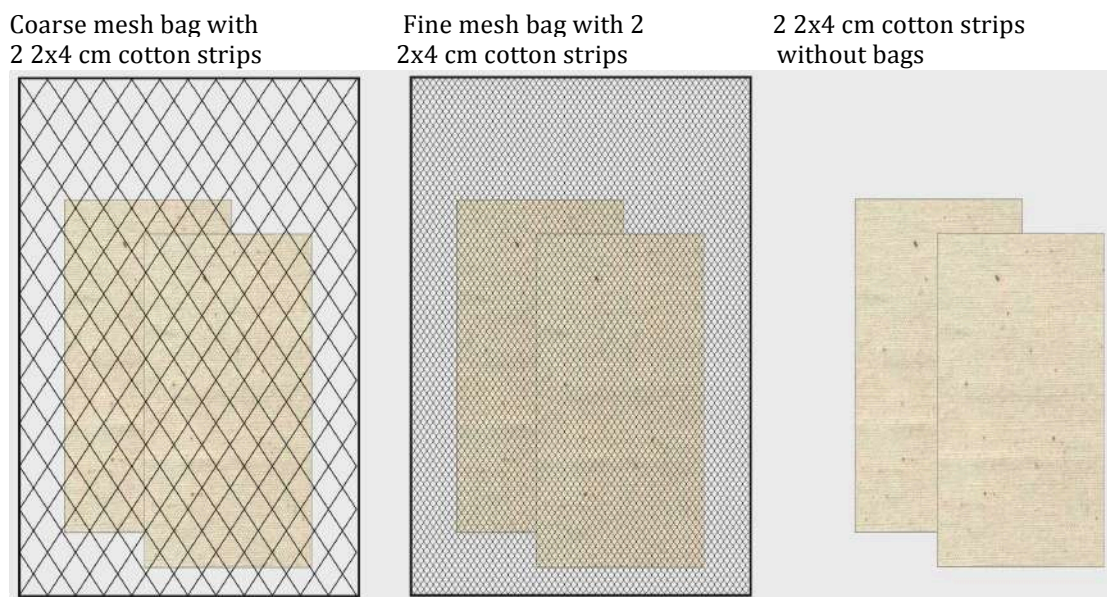 Coarse mesh bag with
2 2x4 cm cotton strips
Fine mesh bag with 2
2x4 cm cotton strips
2 2x4 cm cotton strips
without bags